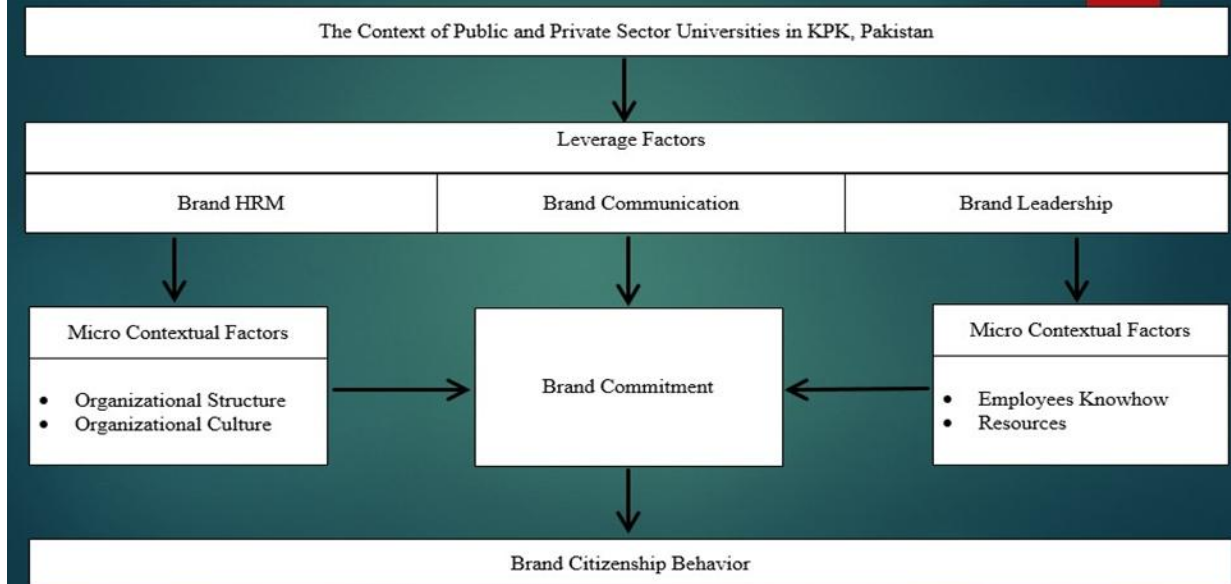 The Context of Public and Private Sector Universities in KPK, Pakistan
Leverage Factors
Brand HRM
Brand Communication
Brand Leadership
Micro Contextual Factors
• Organizational Structure
• Organizational Culture
Brand Commitment
Micro Contextual Factors
• Employees Knowhow
• Resources
Brand Citizenship Behavior